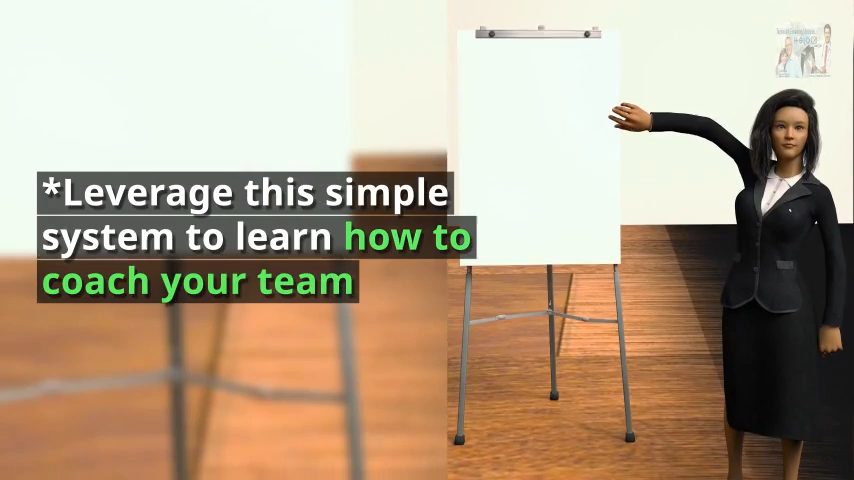 *Leverage this simple
system to learn how to
coach your team